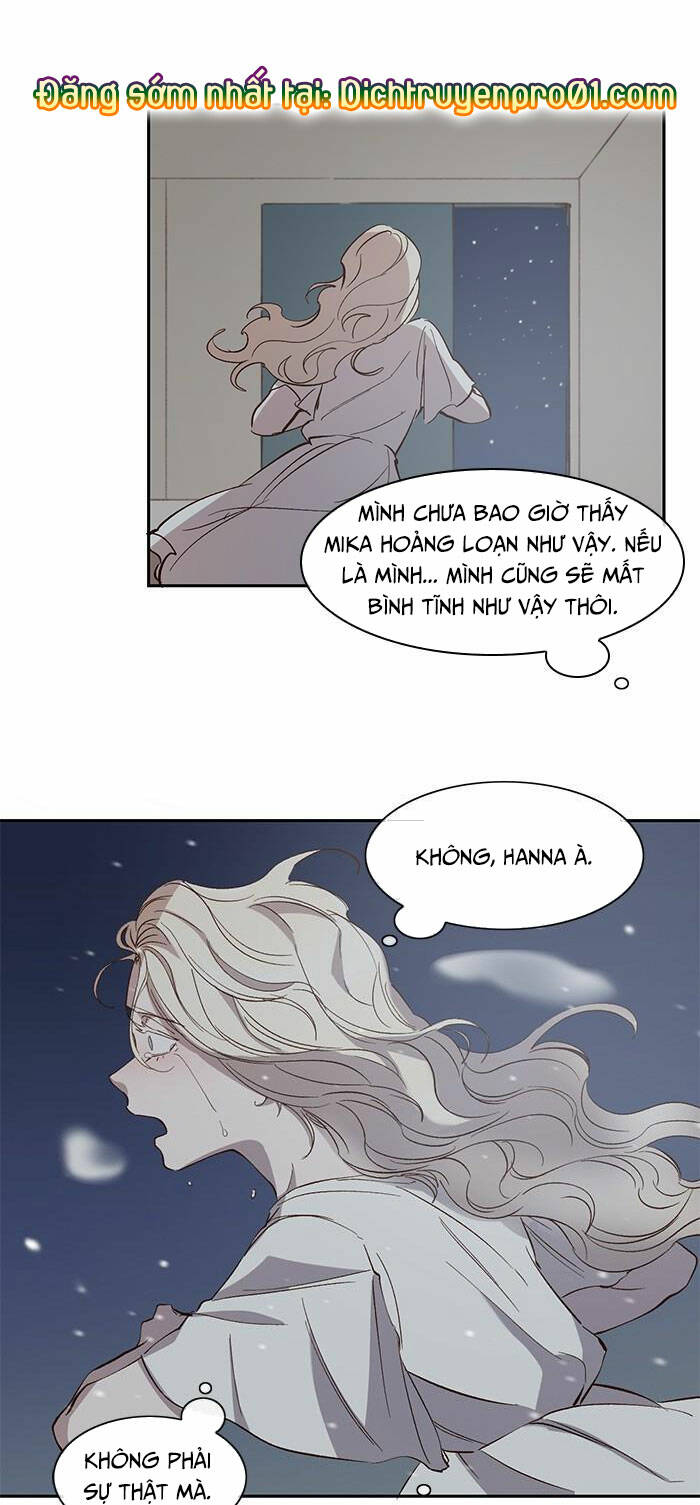 Đăng sớm nhất tại: Dichtruyenpro01.com
MÌNH CHƯA BAO GIỜ THẤY
MIKA HOẢNG LOẠN NHƯ VẬY. NẾU
LÀ MÌNH... MÌNH CŨNG SẼ MẤT
BÌNH TĨNH NHƯ VẬY THÔI.
KHÔNG, HANNA À.
KHÔNG PHẢI
SỰ THẬT MÀ.